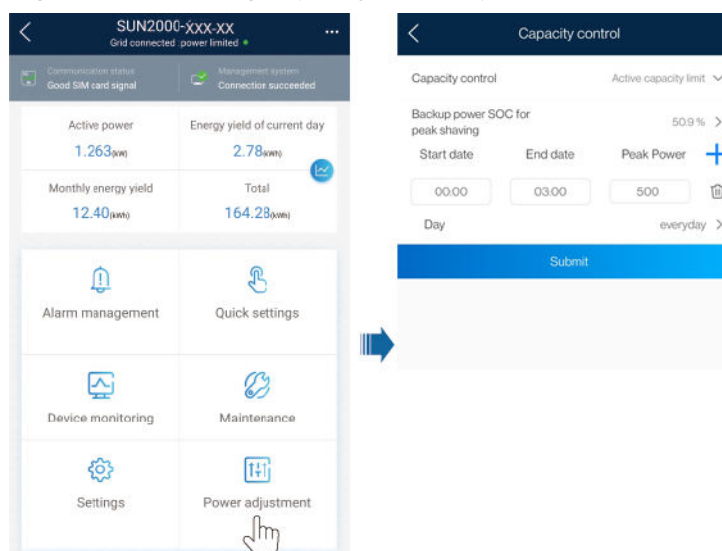 SUN2000-XXX-XX
Grid connected :power limited
Communication status
Good SIM card signal
Management system
Connection succeeded
Active power
1.263(kW)
Energy yield of current day
2.78(kWh)
Monthly energy yield
12.40(kWh)
Total
164.28(kWh)
Alarm management
Quick settings
Device monitoring
Maintenance
Settings
Power adjustment
Capacity control
Capacity control
Active capacity limit
Backup power SOC for
peak shaving
50.9 %
Start date
End date
Peak Power
00:00
03:00
500
Day
everyday
Submit